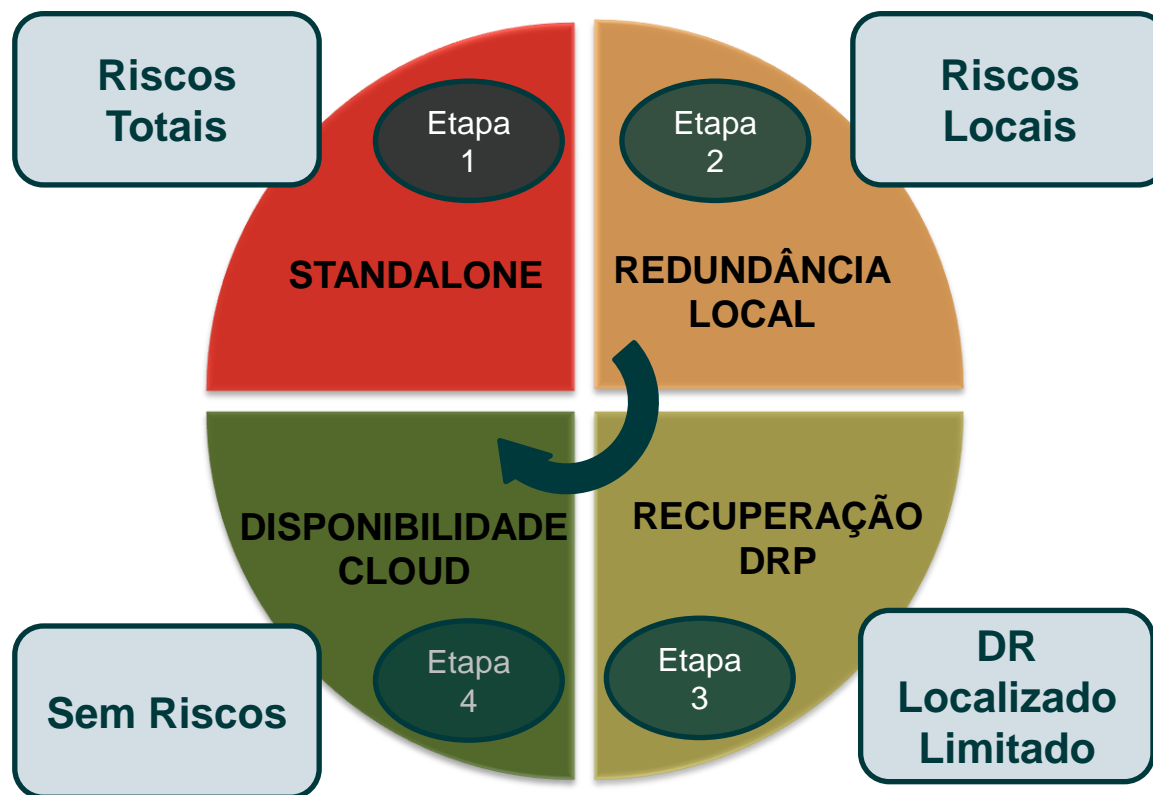 Riscos
Totais
Etapa
1
STANDALONE
Etapa
2
Riscos
Locais
REDUNDÂNCIA
LOCAL
DISPONIBILIDADE
CLOUD
Etapa
4
Sem Riscos
RECUPERAÇÃO
DRP
Etapa
3
DR
Localizado
Limitado